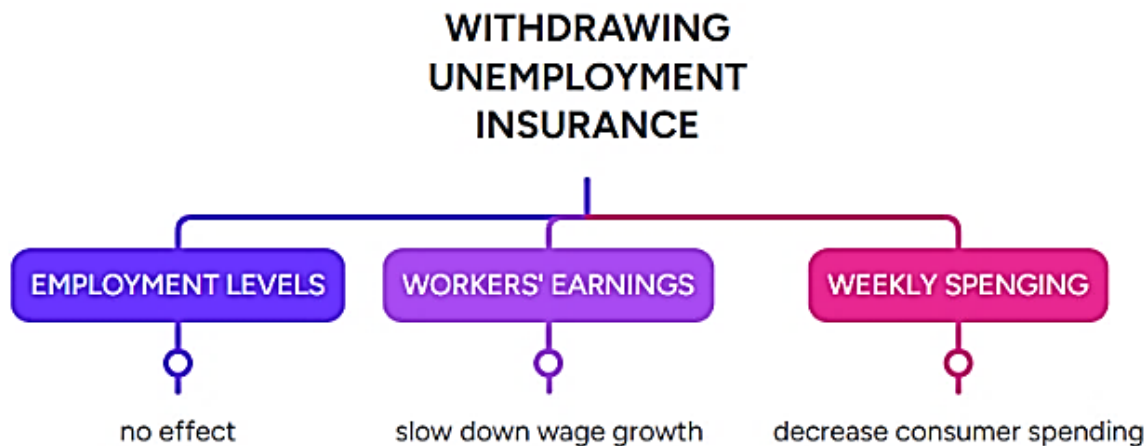 WITHDRAWING
UNEMPLOYMENT
INSURANCE
EMPLOYMENT LEVELS
WORKERS' EARNINGS
WEEKLY SPENGING
no effect
slow down wage growth
decrease consumer spending